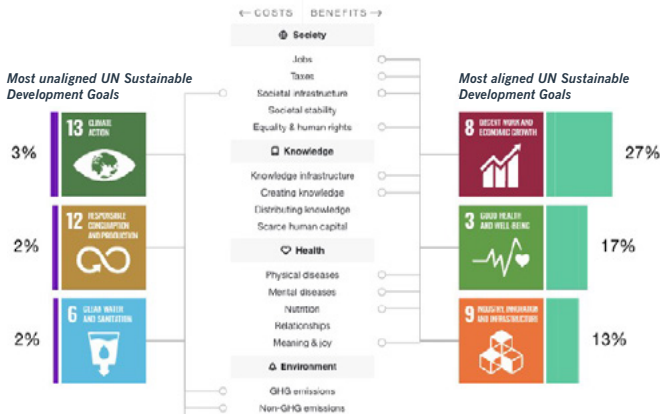 ← COSTS BENEFITS →
Society
Jobs
Taxes
Societal infrastructure
Societal stability
Equality & human rights
Knowledge
Knowledge infrastructure
Creating knowledge
Distributing knowledge
Scarce human capital
Health
Physical diseases
Mental diseases
Nutrition
Relationships
Meaning & joy
Environment
GHG emissions
Non-GHG emissions
Most unaligned UN Sustainable
Development Goals
3%
13 CLIMATE
ACTION
2%
12 RESPONSIBLE
CONSUMPTION
AND PRODUCTION
2%
6 CLEAN WATER
AND SANITATION
Most aligned UN Sustainable
Development Goals
8 DECENT WORK AND
ECONOMIC GROWTH
27%
3 GOOD HEALTH
AND WELL-BEING
17%
9 INDUSTRY, INNOVATION
AND INFRASTRUCTURE
13%